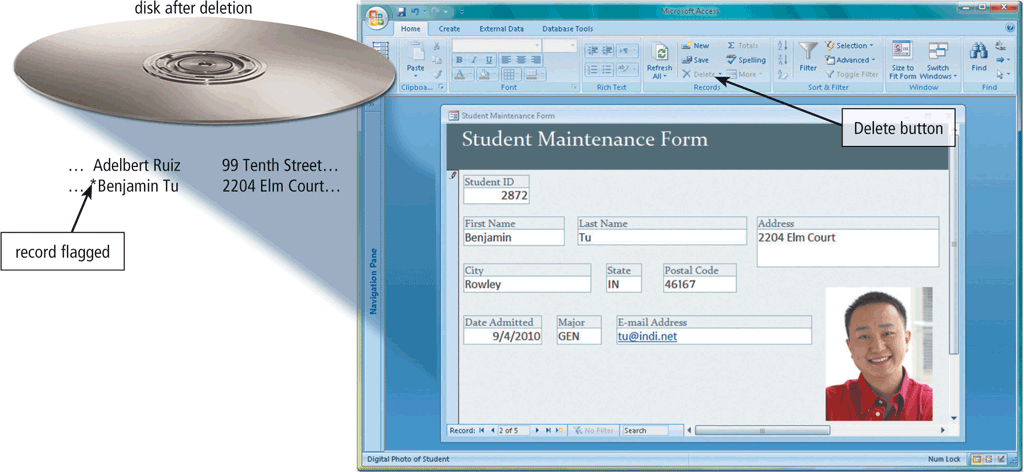 disk after deletion
… Adelbert Ruiz 99 Tenth Street…
… *Benjamin Tu 2204 Elm Court…
record flagged
Microsoft Access
Home Create External Data Database Tools
Paste
Clipboa...
B I U
A
Font
Rich Text
Refresh
All
New
Save
Delete
Σ Totals
Spelling
More
Records
Filter
Selection
Advanced
Toggle Filter
Sort & Filter
Size to
Fit Form
Switch
Windows
Window
Find
Find
Delete button
Navigation Pane
Student Maintenance Form
Student Maintenance Form
Student ID
2872
First Name Last Name Address
Benjamin Tu 2204 Elm Court
City State Postal Code
Rowley IN 46167
Date Admitted Major E-mail Address
9/4/2010 GEN tu@indi.net
Record: 2 of 5 No Filter Search
Digital Photo of Student Num Lock